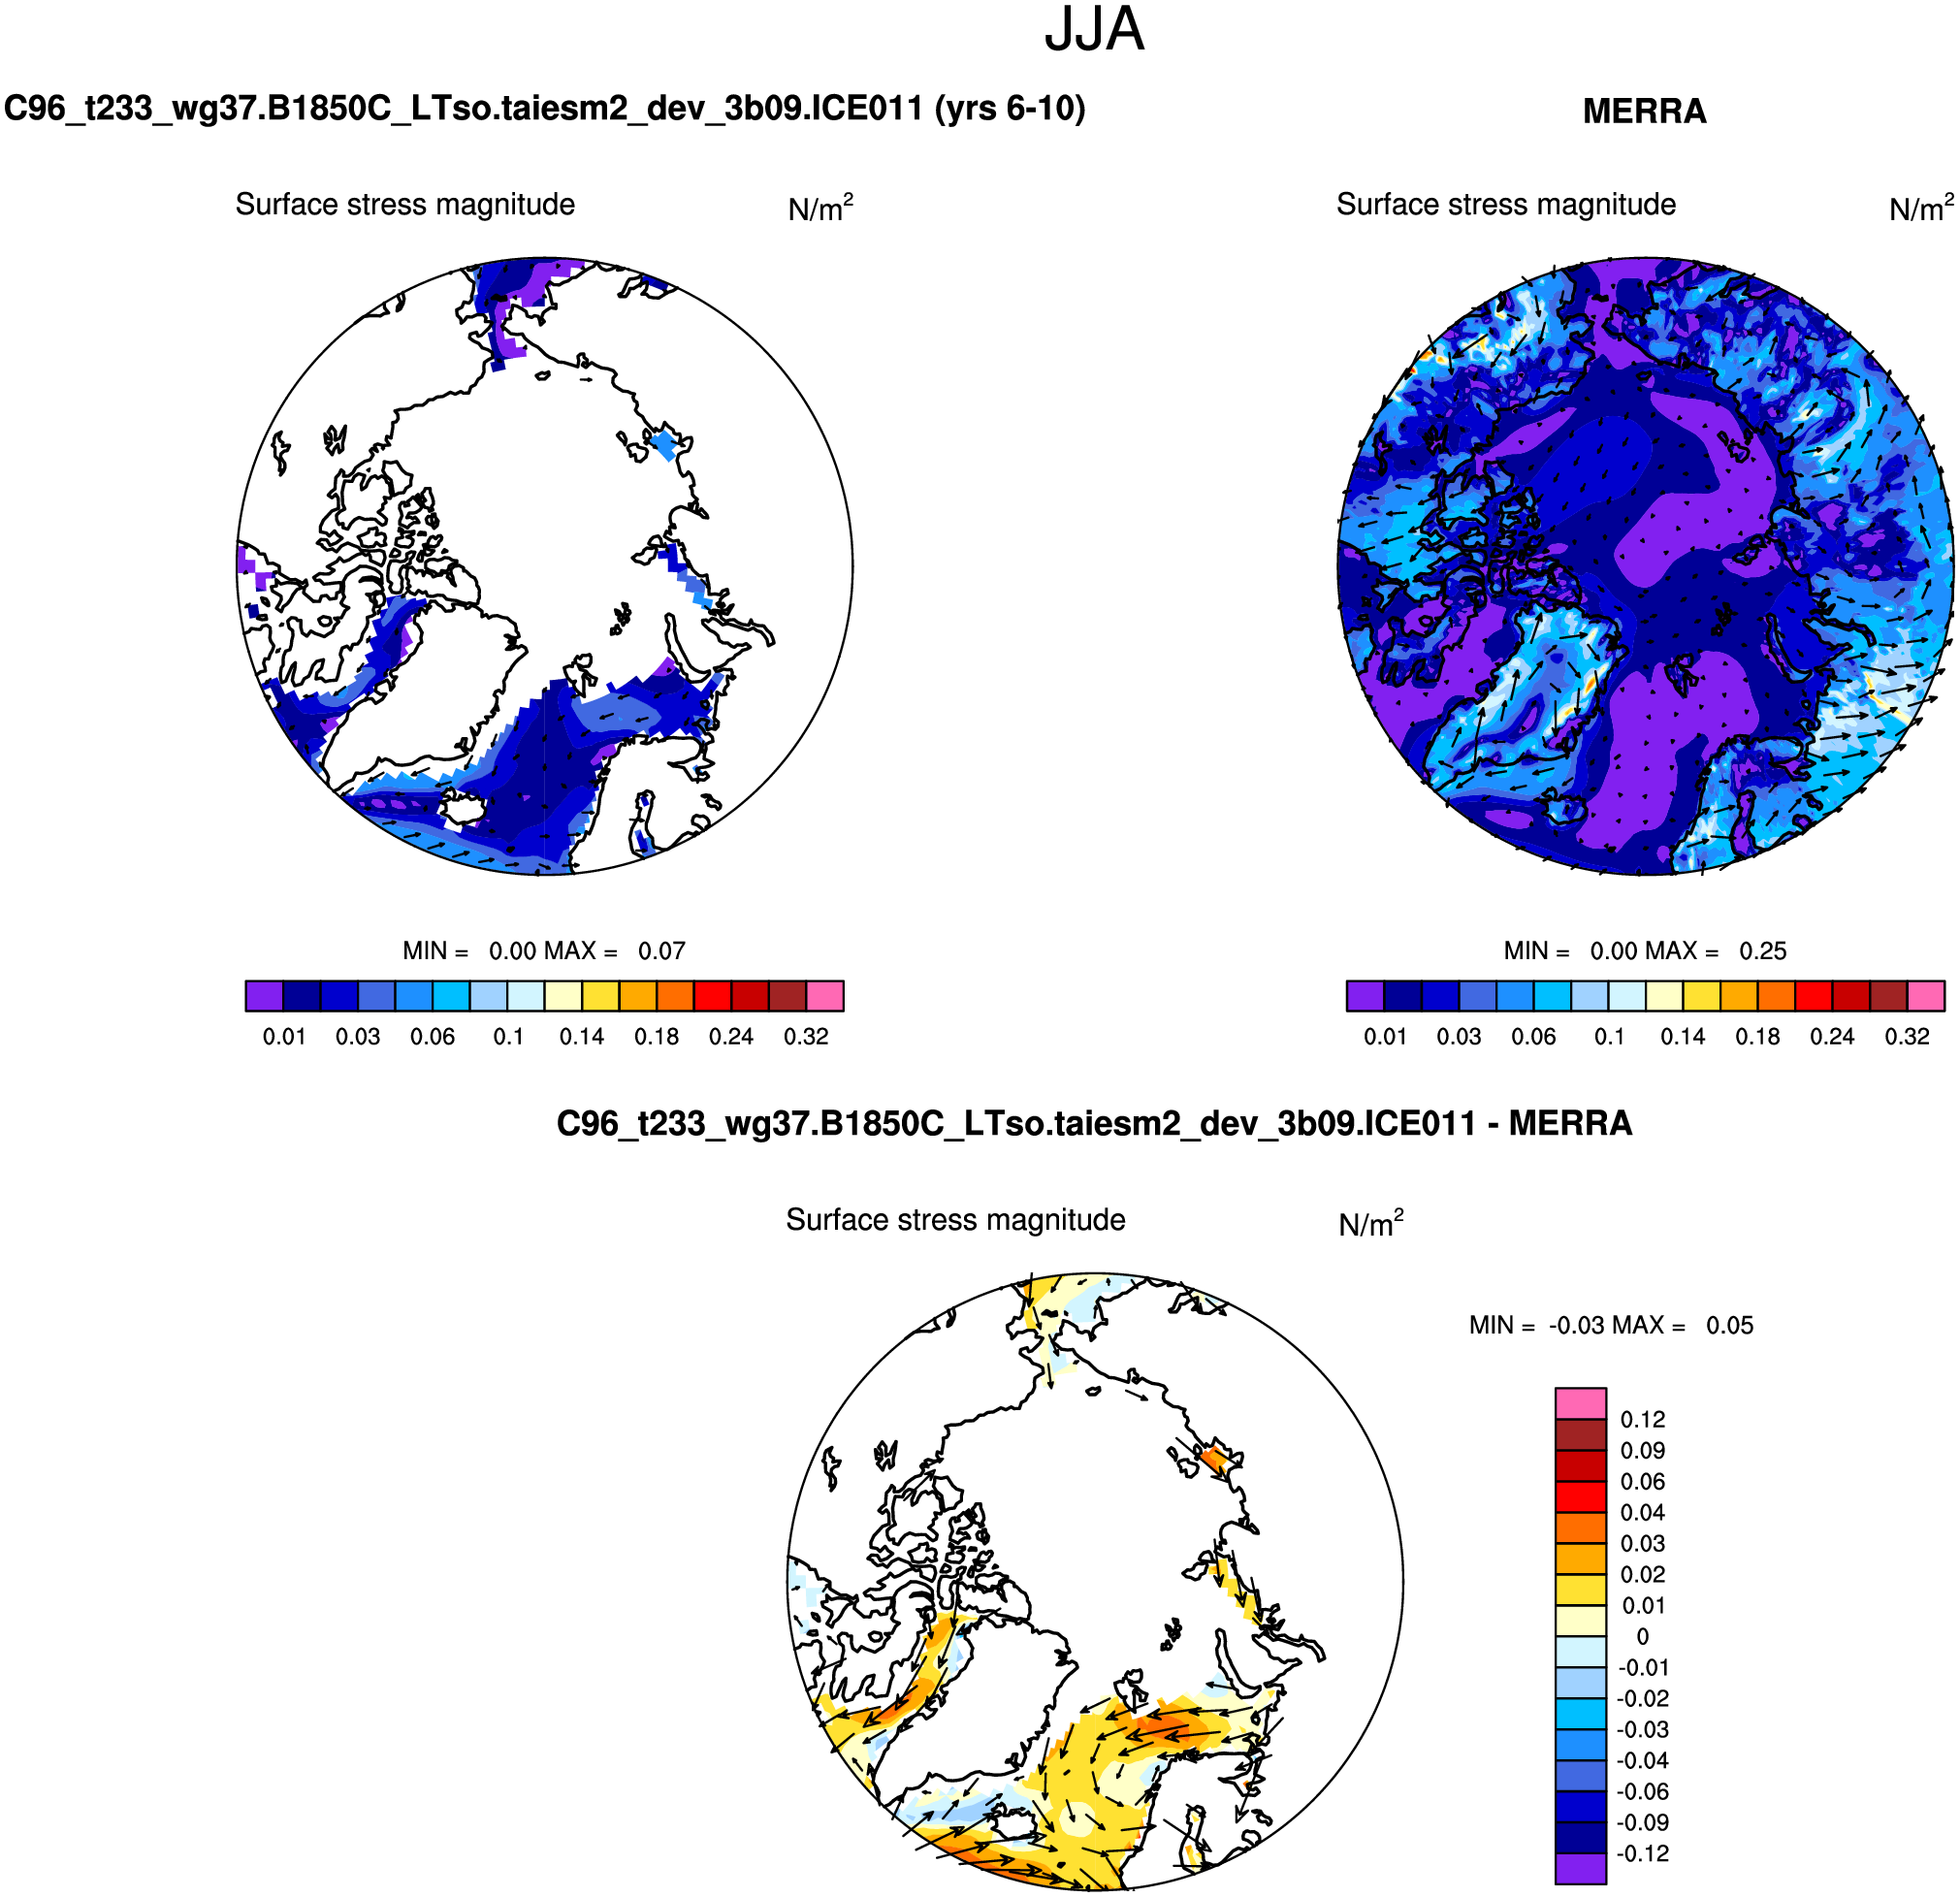 JJA
C96_t233_wg37.B1850C_LTso.taiesm2_dev_3b09.ICE011 (yrs 6-10)
MERRA
Surface stress magnitude N/m²
Surface stress magnitude N/m²
MIN = 0.00 MAX = 0.07
0.01 0.03 0.06 0.1 0.14 0.18 0.24 0.32
MIN = 0.00 MAX = 0.25
0.01 0.03 0.06 0.1 0.14 0.18 0.24 0.32
C96_t233_wg37.B1850C_LTso.taiesm2_dev_3b09.ICE011 - MERRA
Surface stress magnitude N/m²
MIN = -0.03 MAX = 0.05
0.12
0.09
0.06
0.04
0.03
0.02
0.01
0
-0.01
-0.02
-0.03
-0.04
-0.06
-0.09
-0.12